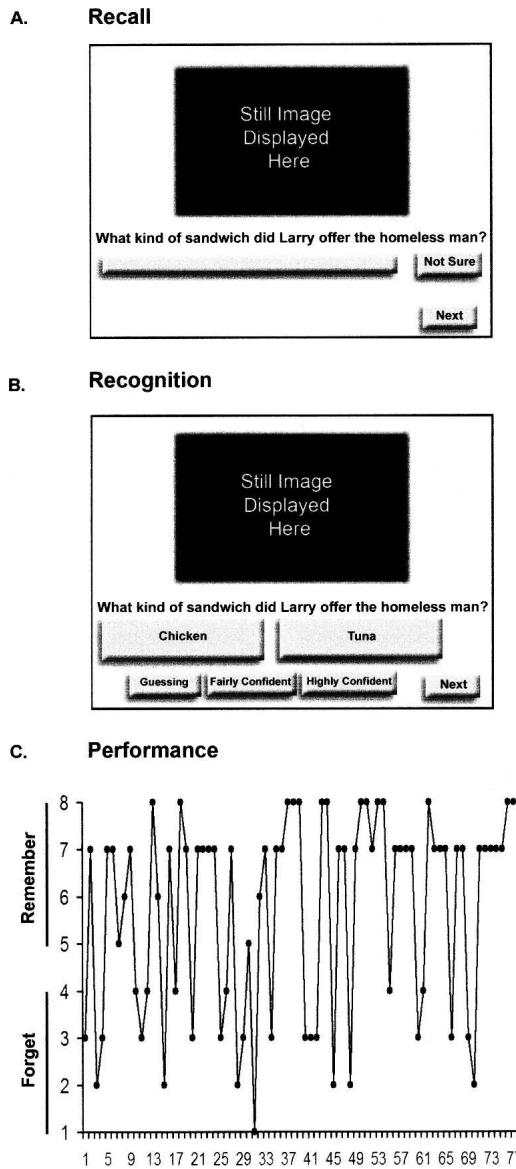 A. Recall
Still Image
Displayed
Here
What kind of sandwich did Larry offer the homeless man?
Not Sure
Next
B. Recognition
Still Image
Displayed
Here
What kind of sandwich did Larry offer the homeless man?
Chicken Tuna
Guessing Fairly Confident Highly Confident Next
C. Performance
Remember
Forget
8
7
6
5
4
3
2
1
1 5 9 13 17 21 25 29 33 37 41 45 49 53 57 61 65 69 73